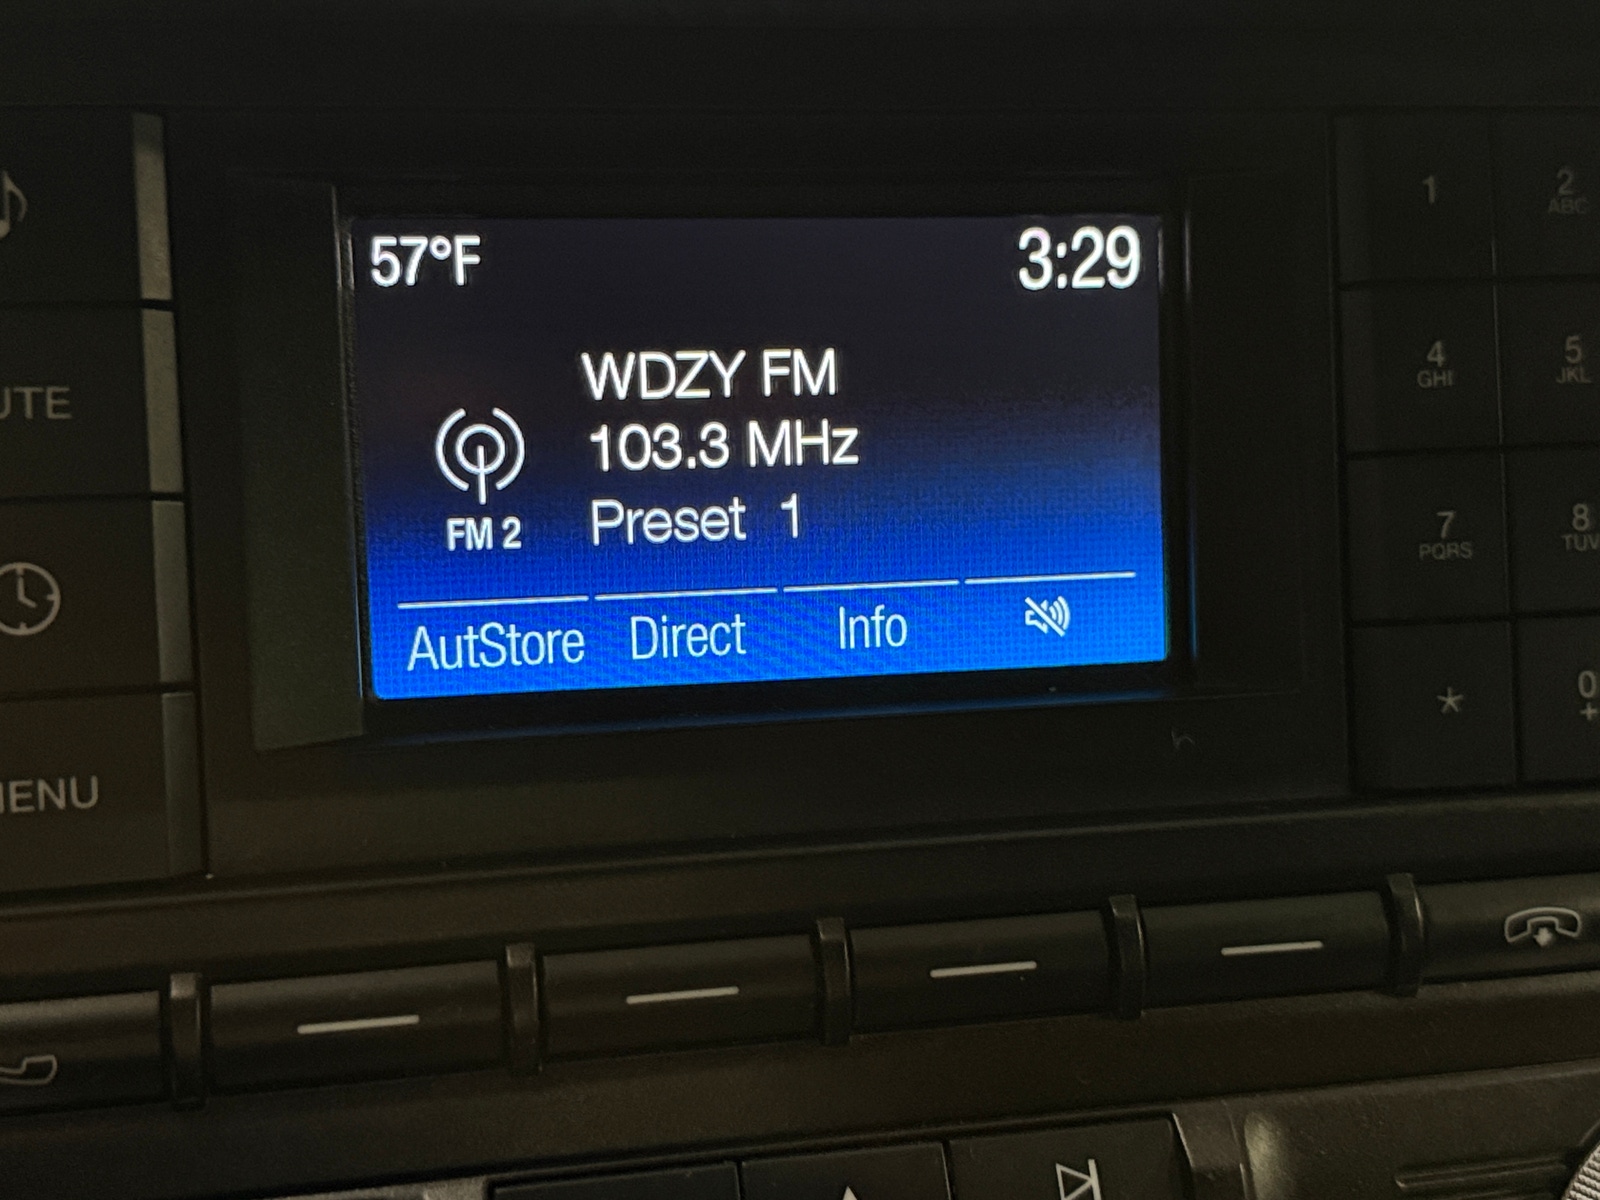 57°F
3:29
WDZY FM
103.3 MHz
FM 2
Preset 1
AutStore
Direct
Info
UTE
MENU
1
2
ABC
4
GHI
5
JKL
7
PQRS
8
TUV
*
0
+